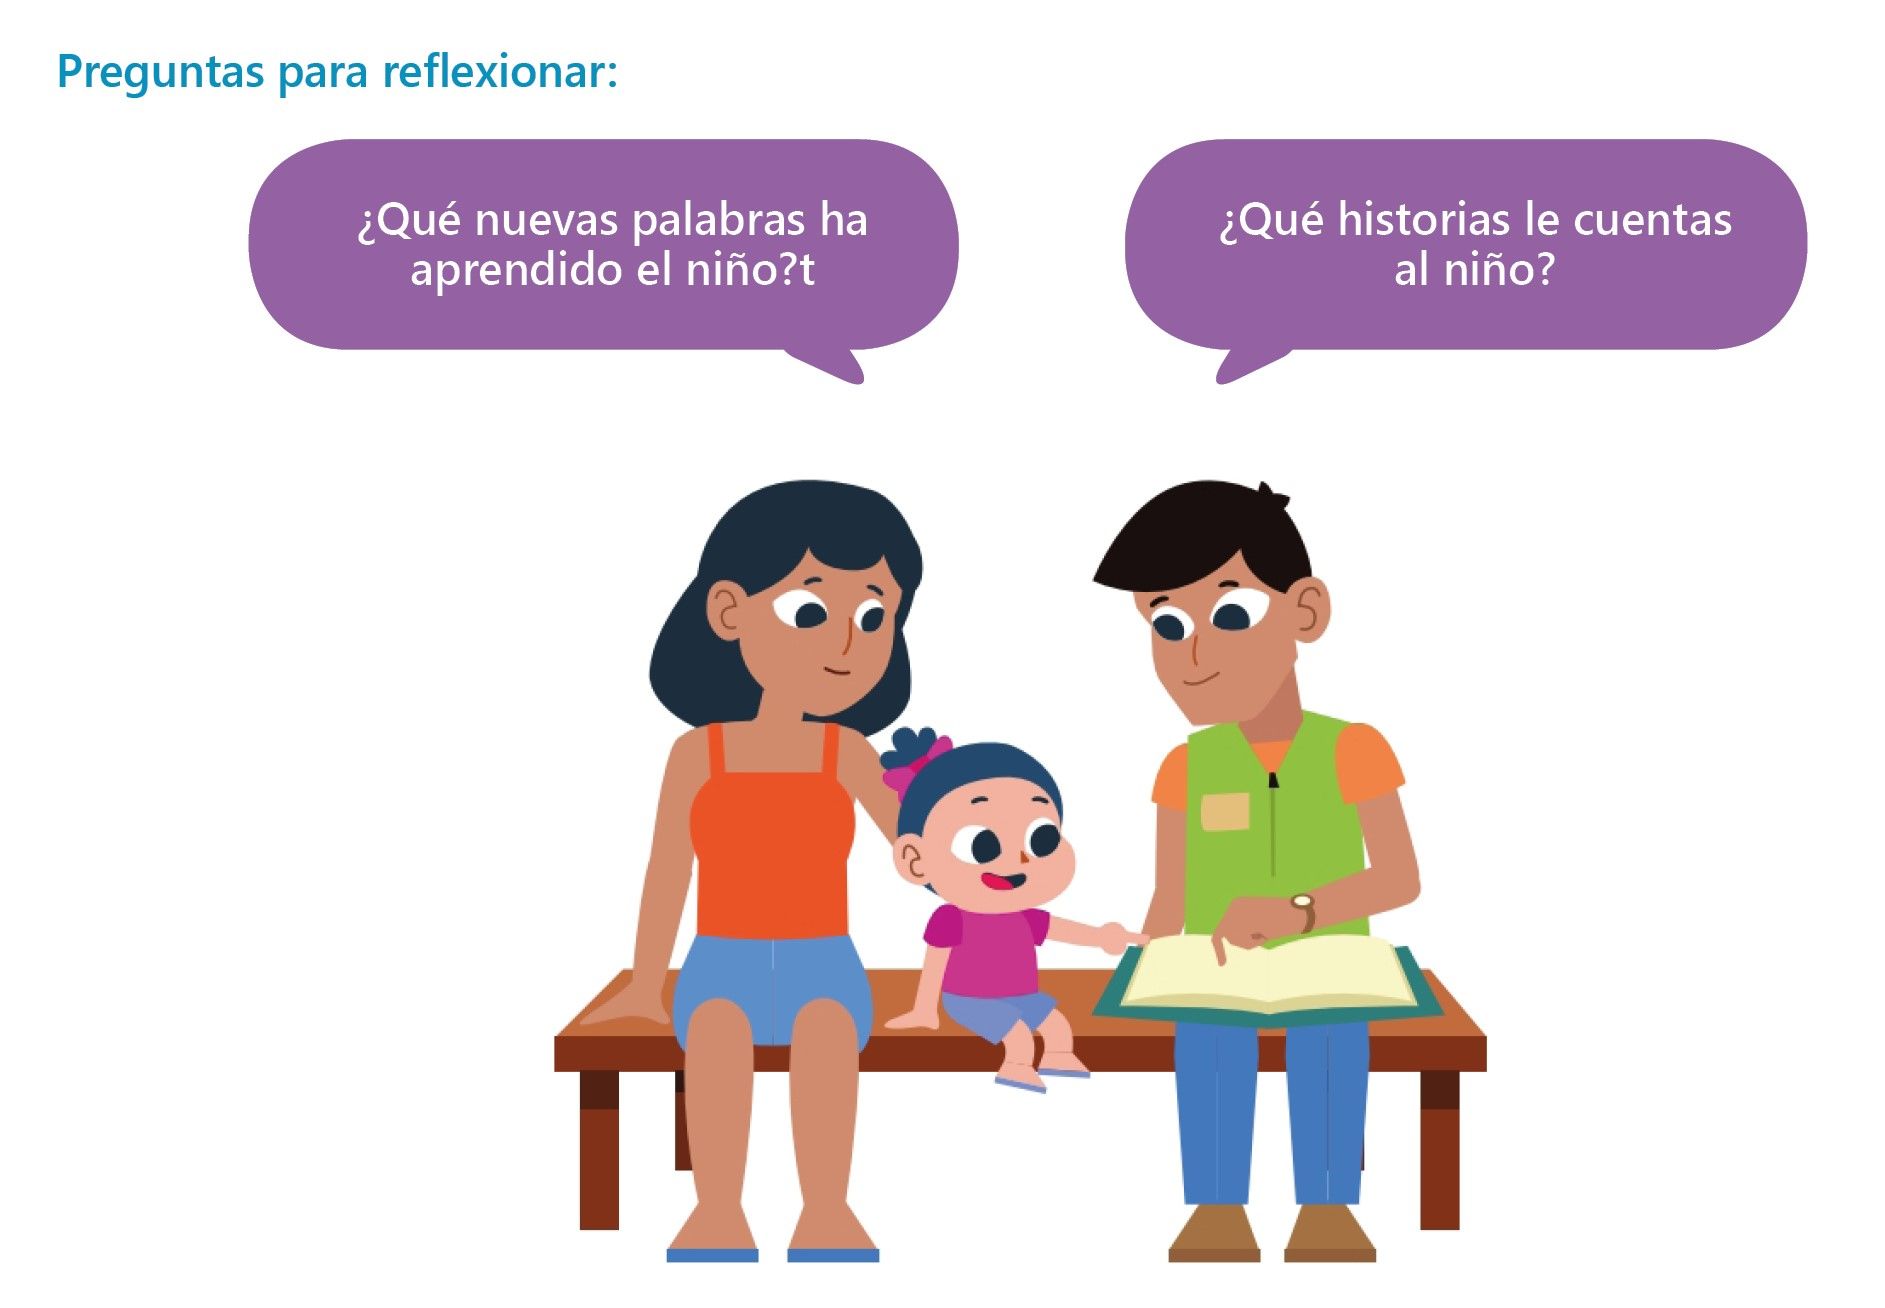 Preguntas para reflexionar:
¿Qué nuevas palabras ha
aprendido el niño?t
¿Qué historias le cuentas
al niño?